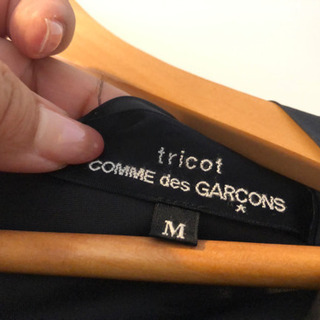 tricot
COMME des GARÇONS
*
M